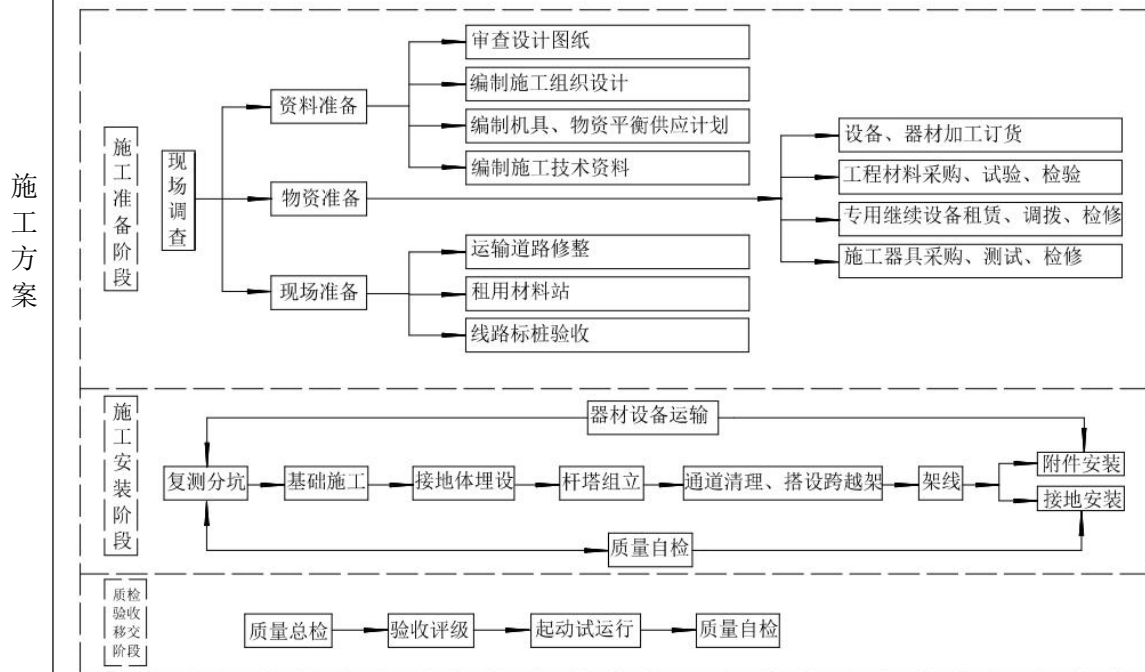 施工方案
施工准备阶段
现场调查
资料准备
审查设计图纸
编制施工组织设计
编制机具、物资平衡供应计划
编制施工技术资料
物资准备
设备、器材加工订货
工程材料采购、试验、检验
专用继续设备租赁、调拨、检修
施工器具采购、测试、检修
现场准备
运输道路修整
租用材料站
线路标桩验收
施工安装阶段
器材设备运输
复测分坑
基础施工
接地体埋设
杆塔组立
通道清理、搭设跨越架
架线
附件安装
接地安装
质量自检
质检
验收
移交
阶段
质量总检
验收评级
起动试运行
质量自检